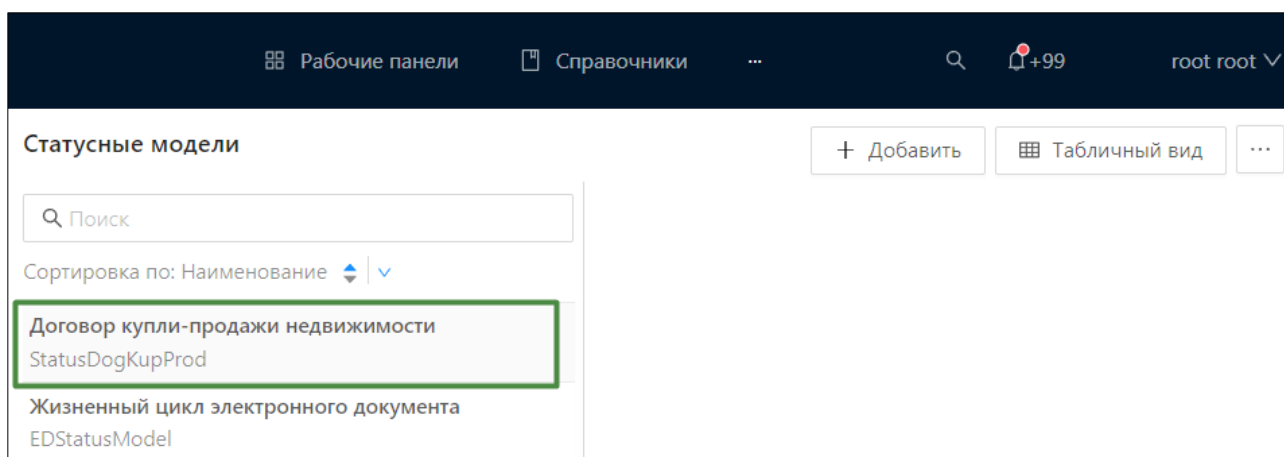 Рабочие панели Справочники ... +99 root root
Статусные модели + Добавить Табличный вид ...
Поиск
Сортировка по: Наименование
Договор купли-продажи недвижимости
StatusDogKupProd
Жизненный цикл электронного документа
EDStatusModel